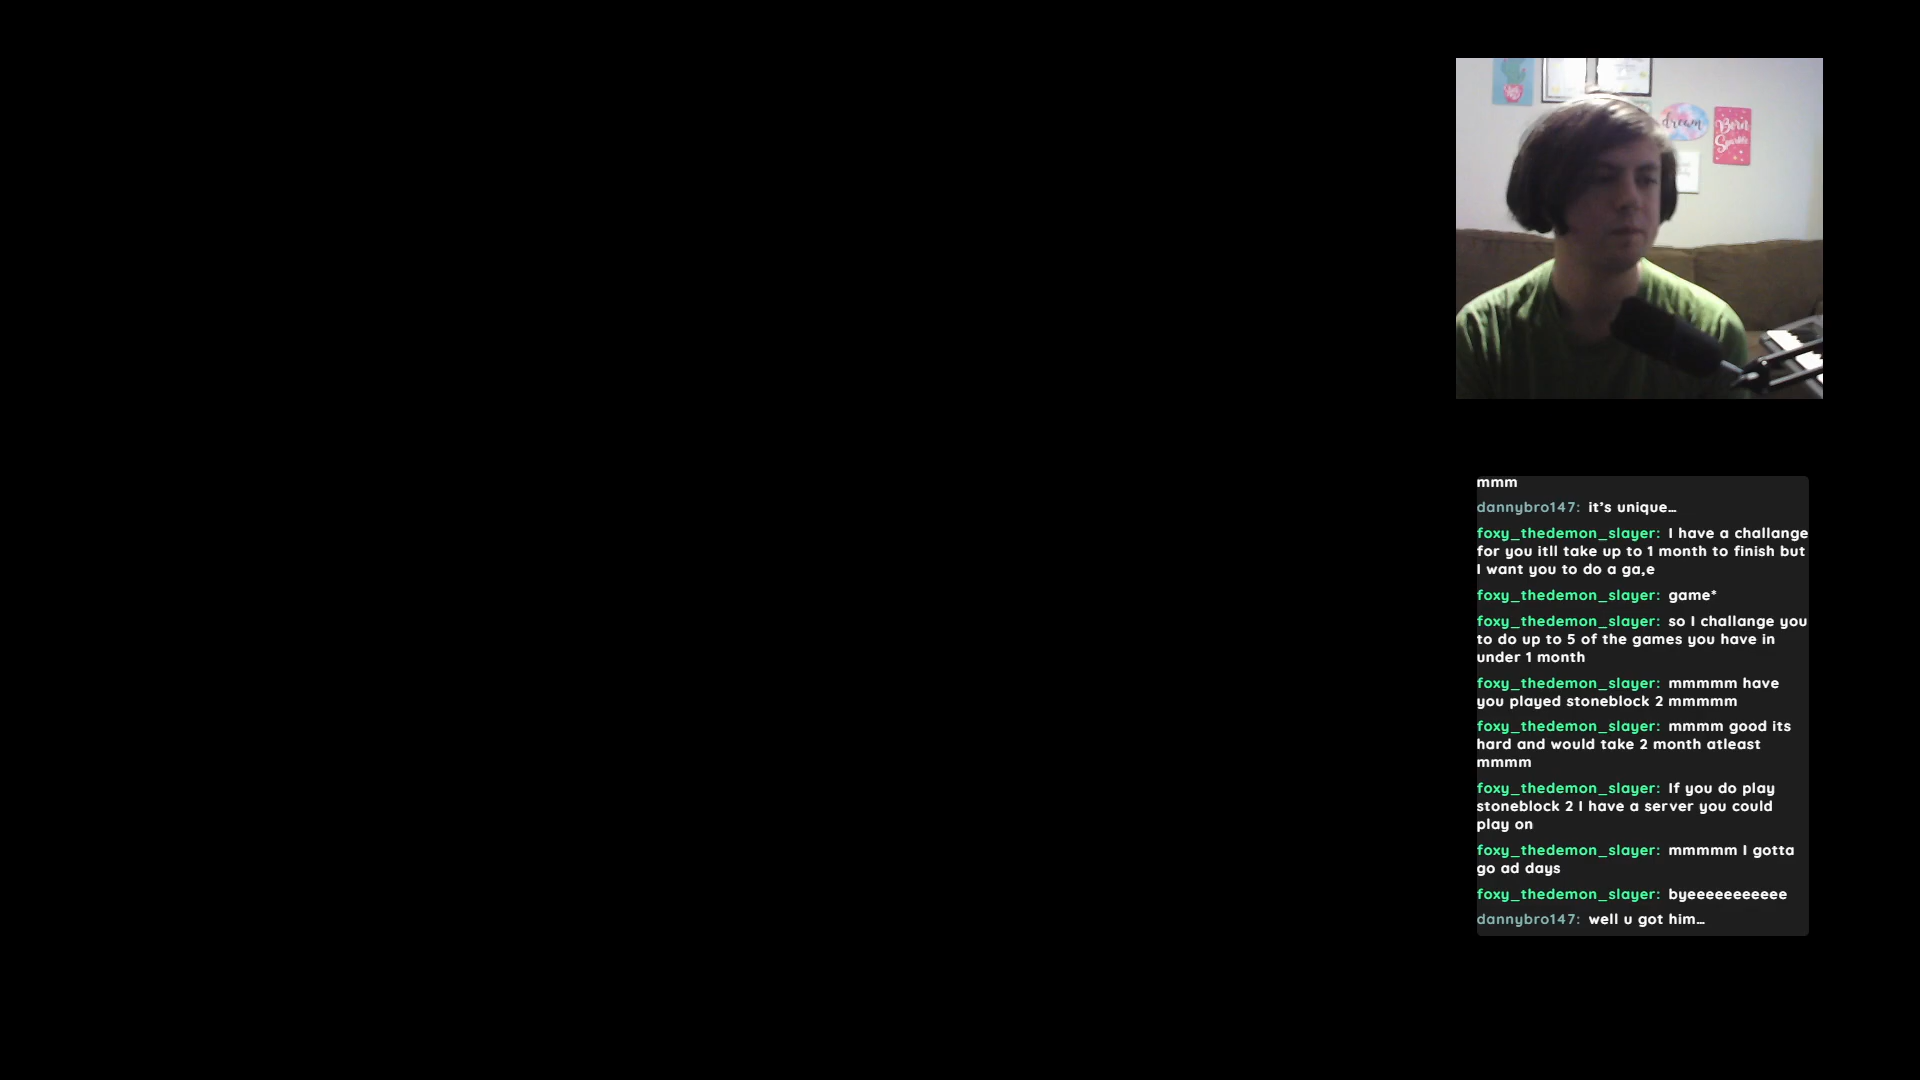 dream
Born
Sparkle
mmm
dannybro147: it's unique...
foxy_thedemon_slayer: I have a challange
for you itll take up to 1 month to finish but
I want you to do a ga,e
foxy_thedemon_slayer: game*
foxy_thedemon_slayer: so I challange you
to do up to 5 of the games you have in
under 1 month
foxy_thedemon_slayer: mmmmm have
you played stoneblock 2 mmmmm
foxy_thedemon_slayer: mmmm good its
hard and would take 2 month atleast
mmmm
foxy_thedemon_slayer: If you do play
stoneblock 2 I have a server you could
play on
foxy_thedemon_slayer: mmmmm I gotta
go ad days
foxy_thedemon_slayer: byeeeeeeeeeee
dannybro147: well u got him...